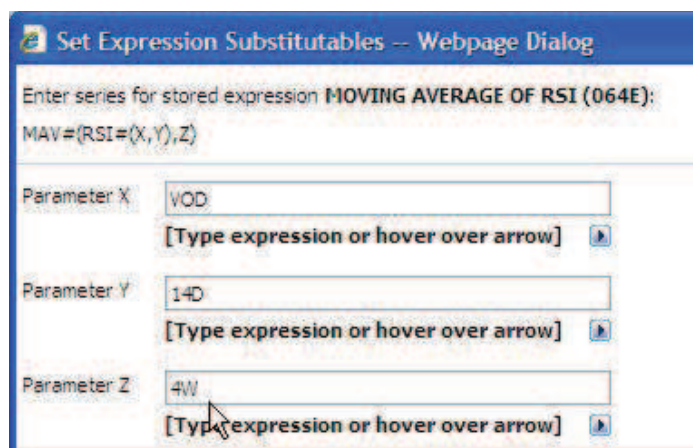 Set Expression Substitutables -- Webpage Dialog
Enter series for stored expression MOVING AVERAGE OF RSI (064E):
MAV#(RSI#(X,Y),Z)
Parameter X VOD
[Type expression or hover over arrow]
Parameter Y 14D
[Type expression or hover over arrow]
Parameter Z 4W
[Type expression or hover over arrow]